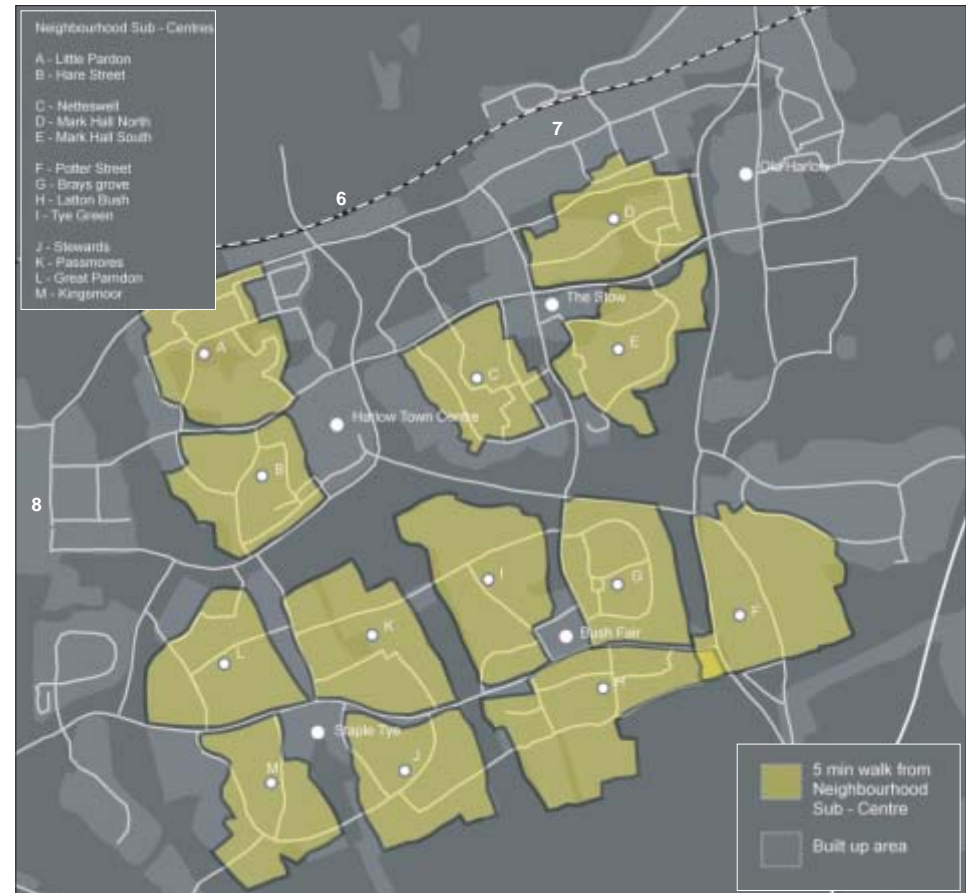 Neighbourhood Sub - Centres
A - Little Pardon
B - Hare Street
C - Netteswell
D - Mark Hall North
E - Mark Hall South
F - Potter Street
G - Brays grove
H - Latton Bush
I - Tye Green
J - Stewards
K - Passmores
L - Great Parndon
M - Kingsmoor
7
Old Harlow
6
D
The Stow
A
E
C
Harlow Town Centre
B
8
I
G
F
K
Bush Fair
L
H
Staple Tye
J
M
5 min walk from
Neighbourhood
Sub - Centre
Built up area